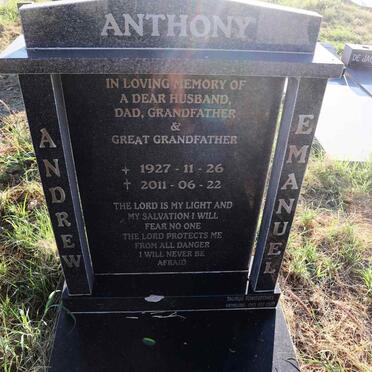 ANTHONY
ANDREW
EMANUEL
IN LOVING MEMORY OF
A DEAR HUSBAND,
DAD, GRANDFATHER
&
GREAT GRANDFATHER
1927 - 11 - 26
2011 - 06 - 22
THE LORD IS MY LIGHT AND
MY SALVATION I WILL
FEAR NO ONE
THE LORD PROTECTS ME
FROM ALL DANGER
I WILL NEVER BE
AFRAID
DE JA